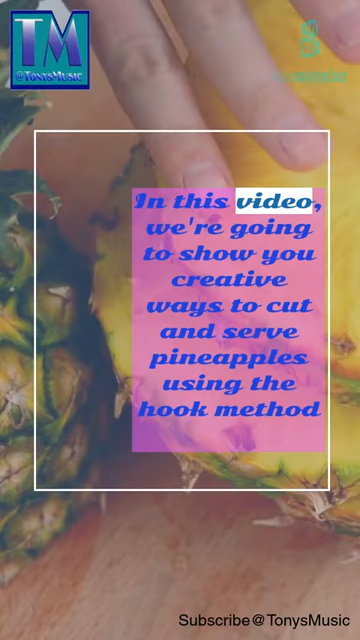 TM
@TonysMusic
In this video,
we're going
to show you
creative
ways to cut
and serve
pineapples
using the
hook method
Subscribe@TonysMusic